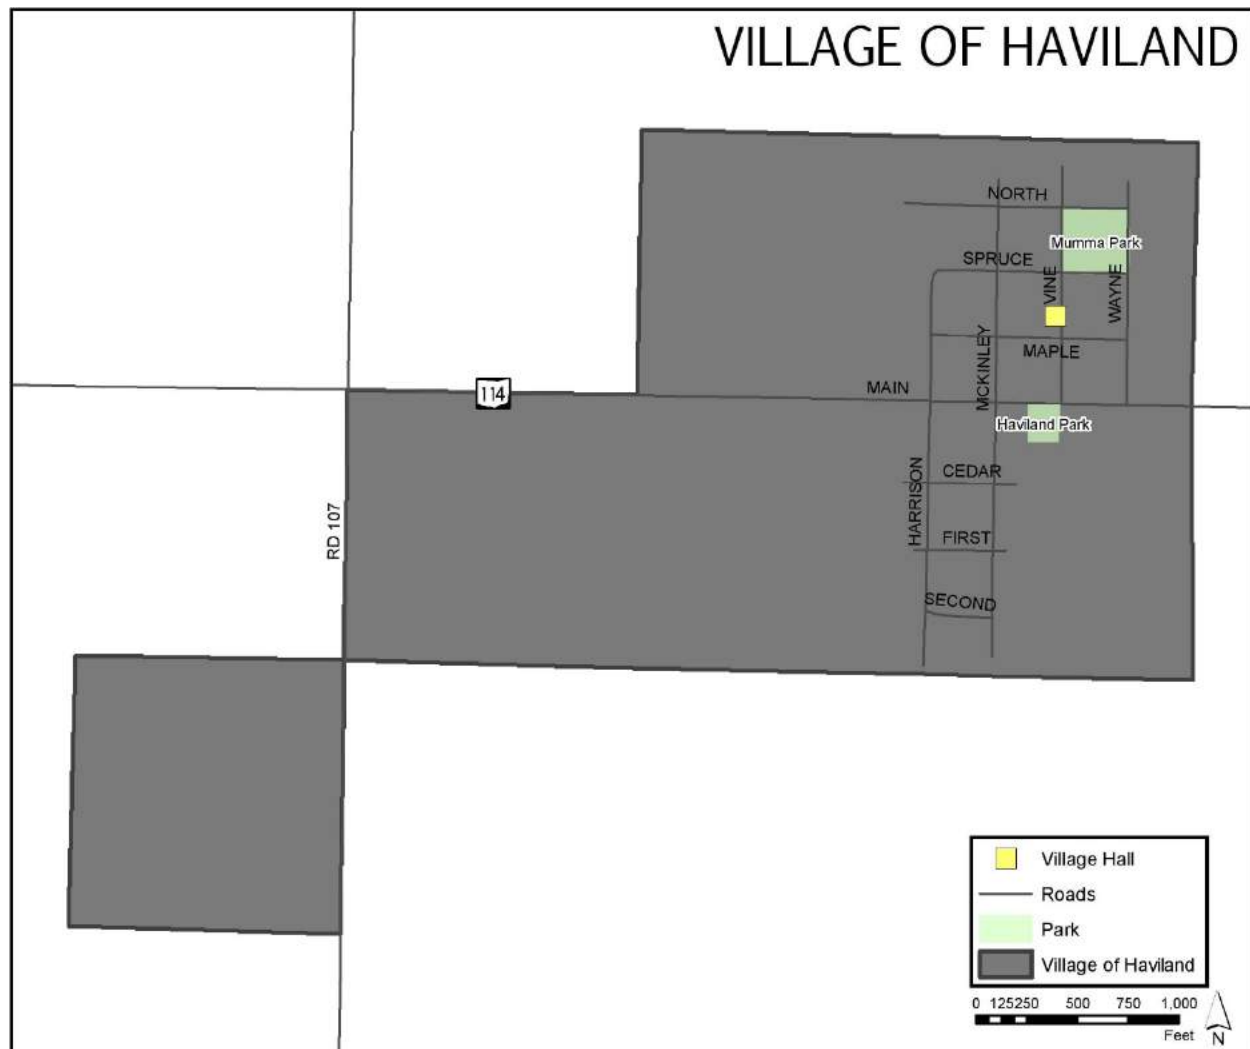 VILLAGE OF HAVILAND
NORTH
Mumma Park
SPRUCE
VINE
WAYNE
MCKINLEY
MAPLE
114
MAIN
Haviland Park
HARRISON
CEDAR
RD 107
FIRST
SECOND
Village Hall
Roads
Park
Village of Haviland
0 125250 500 750 1,000
Feet
N